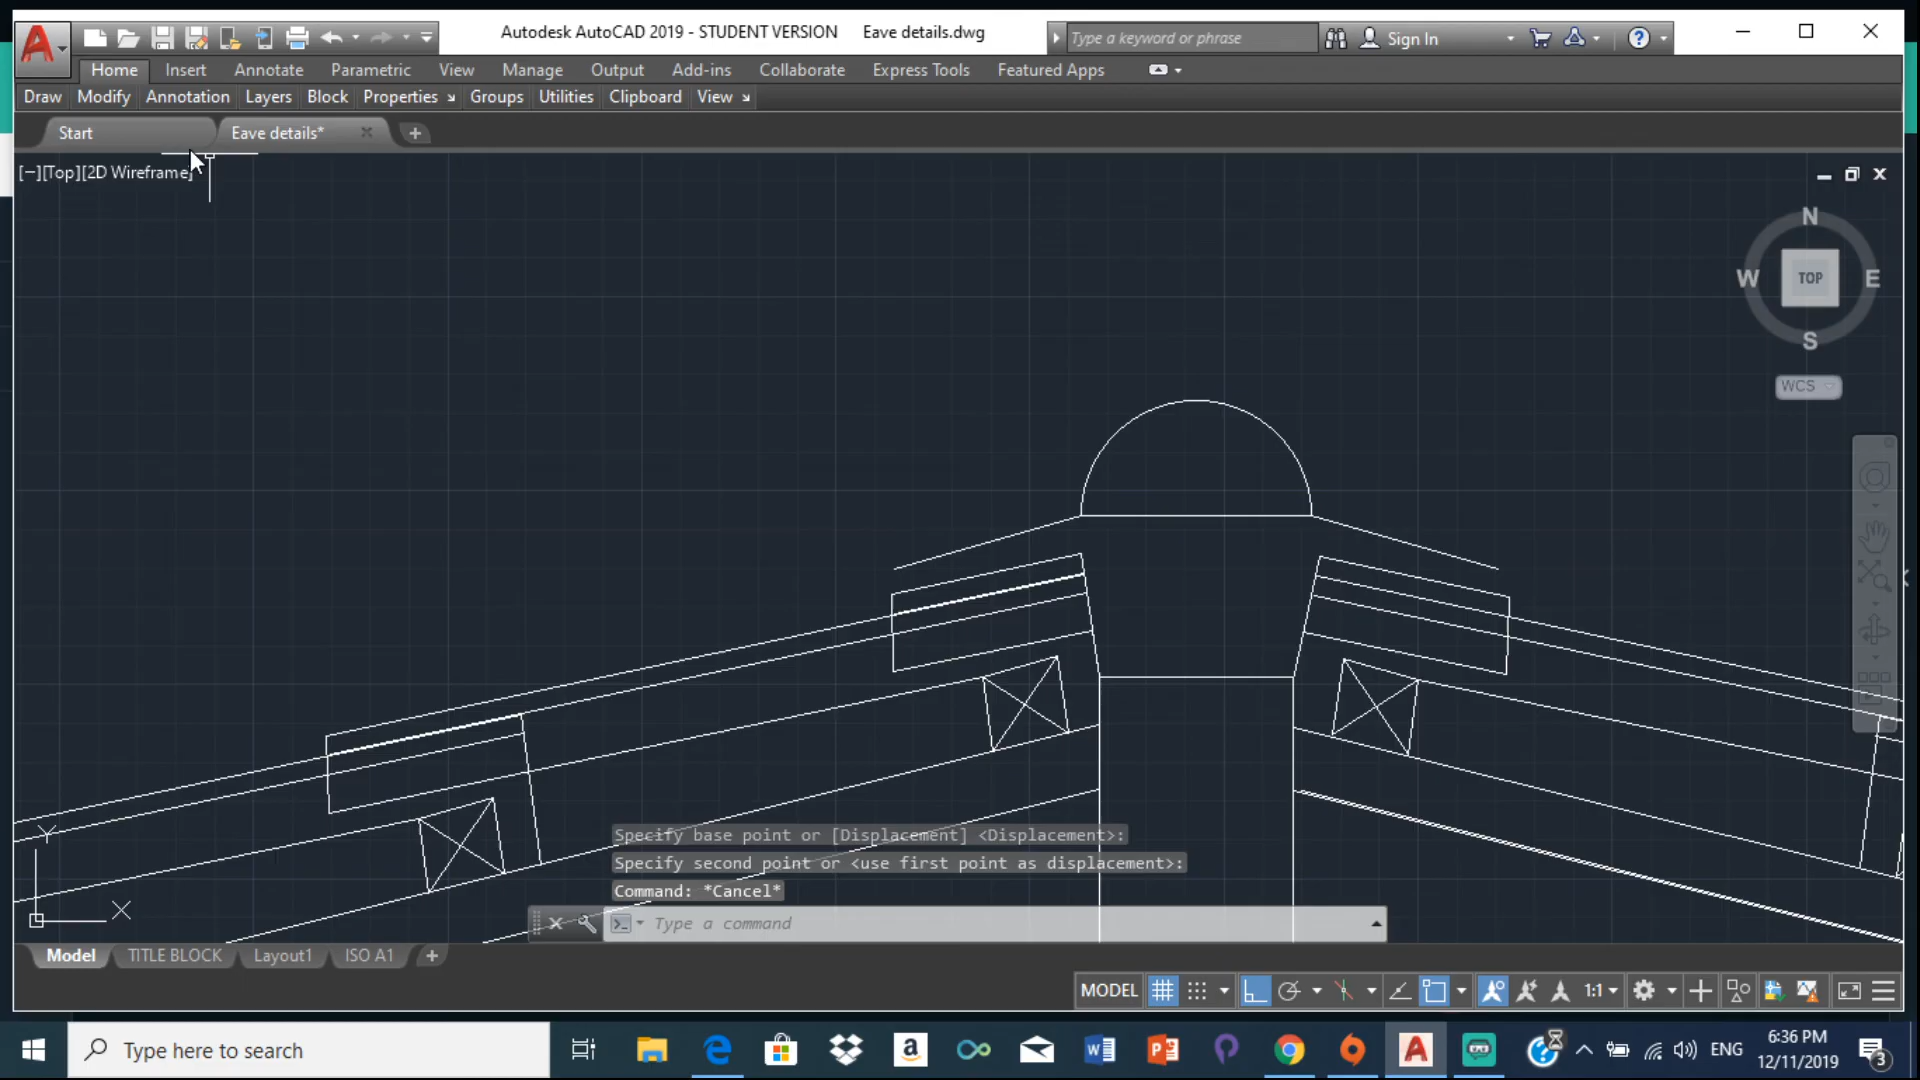 Autodesk AutoCAD 2019 - STUDENT VERSION Eave details.dwg
Type a keyword or phrase
Sign In
Home Insert Annotate Parametric View Manage Output Add-ins Collaborate Express Tools Featured Apps
Draw Modify Annotation Layers Block Properties Groups Utilities Clipboard View
Start Eave details*
[−][Top][2D Wireframe]
N
W TOP E
S
WCS
Specify base point or [Displacement] <Displacement>:
Specify second point or <use first point as displacement>:
Command: *Cancel*
Type a command
Y
X
Model TITLE BLOCK Layout1 ISO A1
MODEL 1:1
Type here to search
ENG
6:36 PM
12/11/2019
3